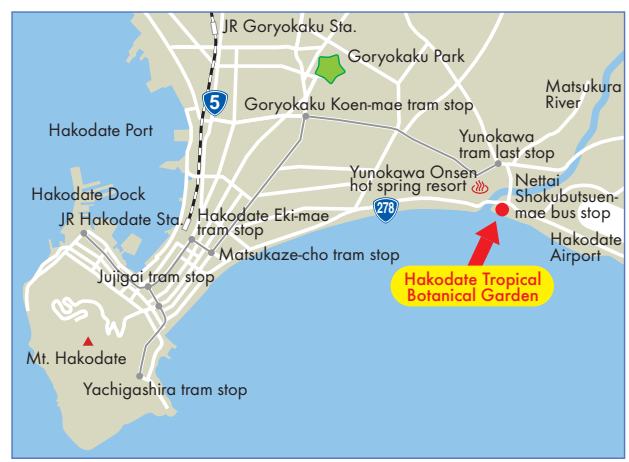 JR Goryokaku Sta.
Goryokaku Park
5
Goryokaku Koen-mae tram stop
Matsukura
River
Hakodate Port
Yunokawa
tram last stop
Yunokawa Onsen
hot spring resort
Nettai
Shokubutsuen-
mae bus stop
Hakodate Dock
JR Hakodate Sta.
Hakodate Eki-mae
tram stop
278
Matsukaze-cho tram stop
Hakodate
Airport
Jujigai tram stop
Hakodate Tropical
Botanical Garden
Mt. Hakodate
Yachigashira tram stop